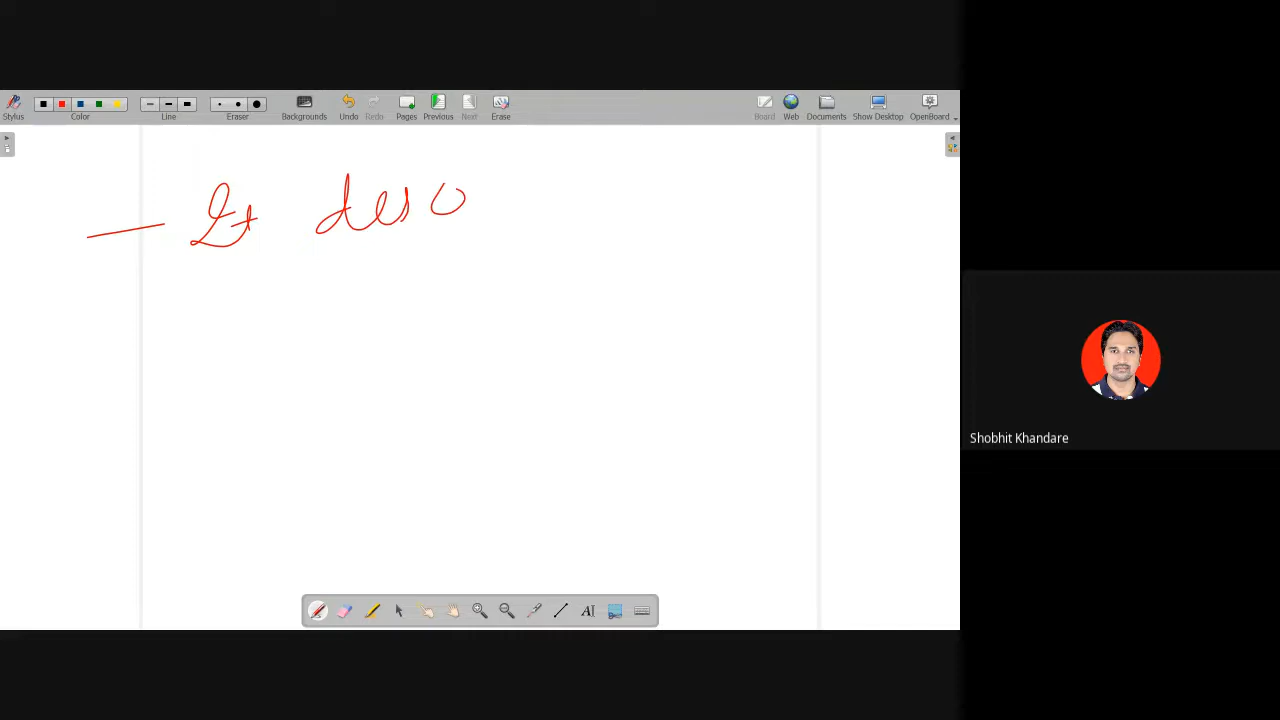 Stylus Color Line Eraser Backgrounds Undo Redo Pages Previous Next Erase Board Web Documents Show Desktop OpenBoard
— It
Shobhit Khandare